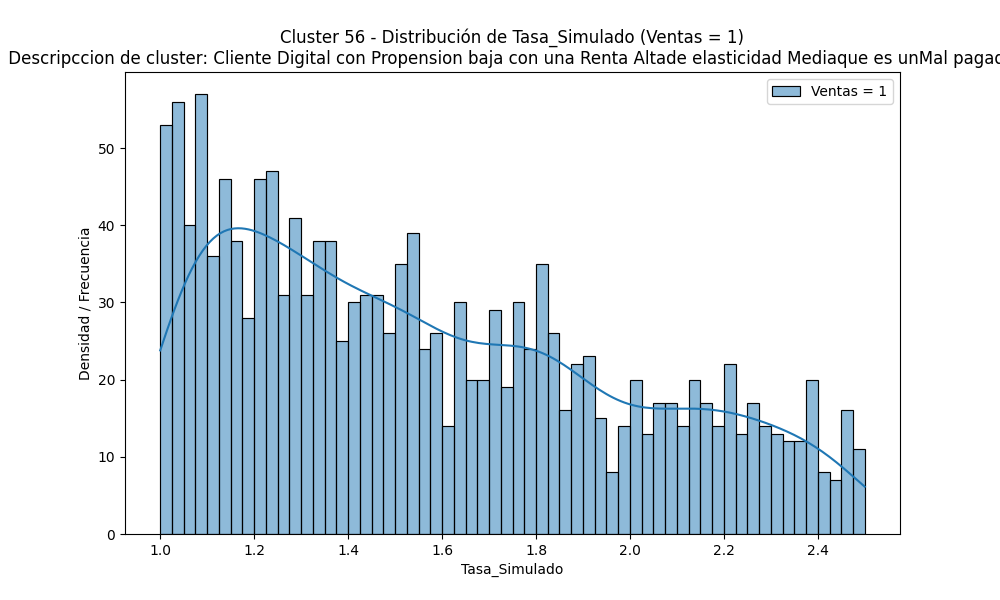 Cluster 56 - Distribución de Tasa_Simulado (Ventas = 1)
Descripccion de cluster: Cliente Digital con Propension baja con una Renta Altade elasticidad Mediaque es unMal pagad
Ventas = 1
Densidad / Frecuencia
50
40
30
20
10
0
1.0 1.2 1.4 1.6 1.8 2.0 2.2 2.4
Tasa_Simulado